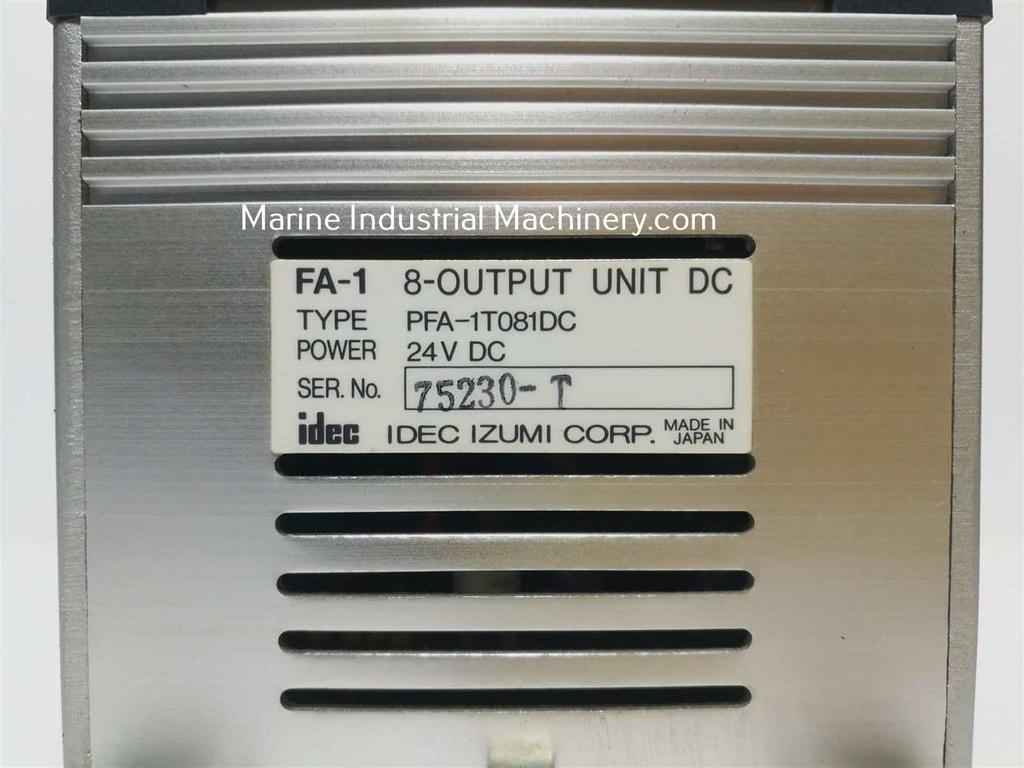 Marine Industrial Machinery.com
FA-1 8-OUTPUT UNIT DC
TYPE PFA-1T081DC
POWER 24V DC
SER. No. 75230-T
idec IDEC IZUMI CORP. MADE IN
JAPAN